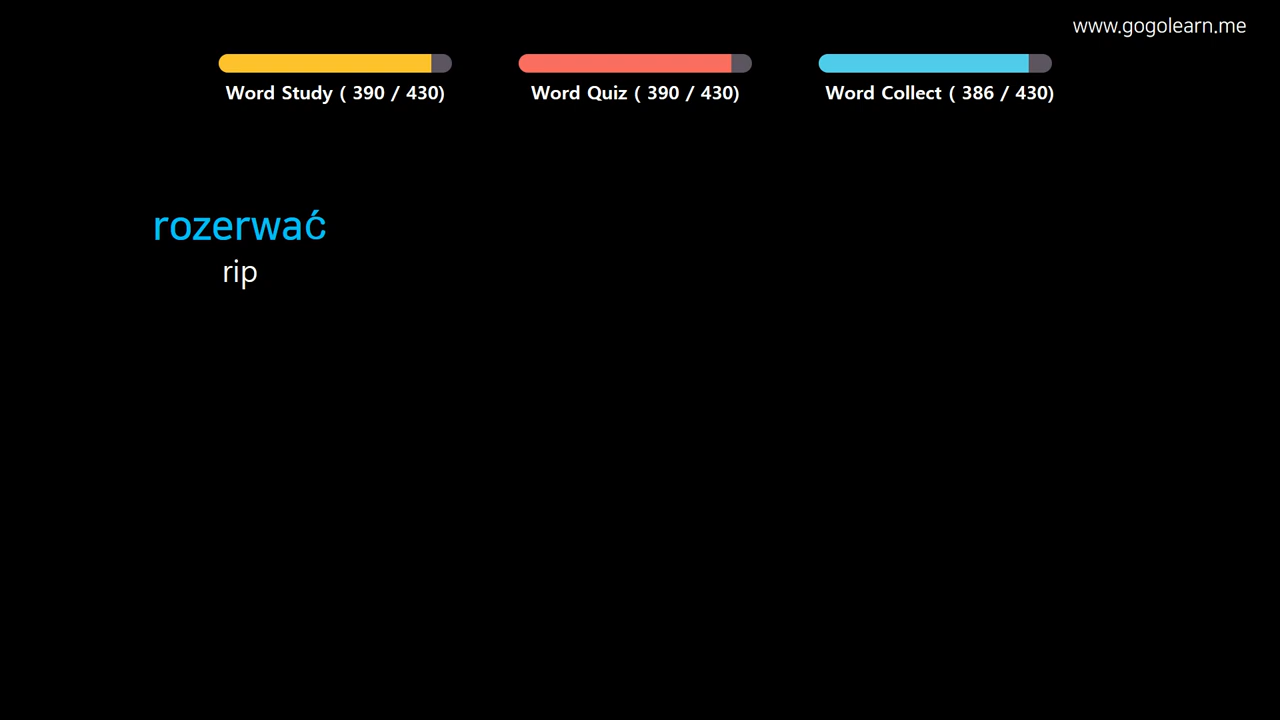 www.gogolearn.me
Word Study ( 390 / 430)
Word Quiz ( 390 / 430)
Word Collect ( 386 / 430)
rozerwać
rip